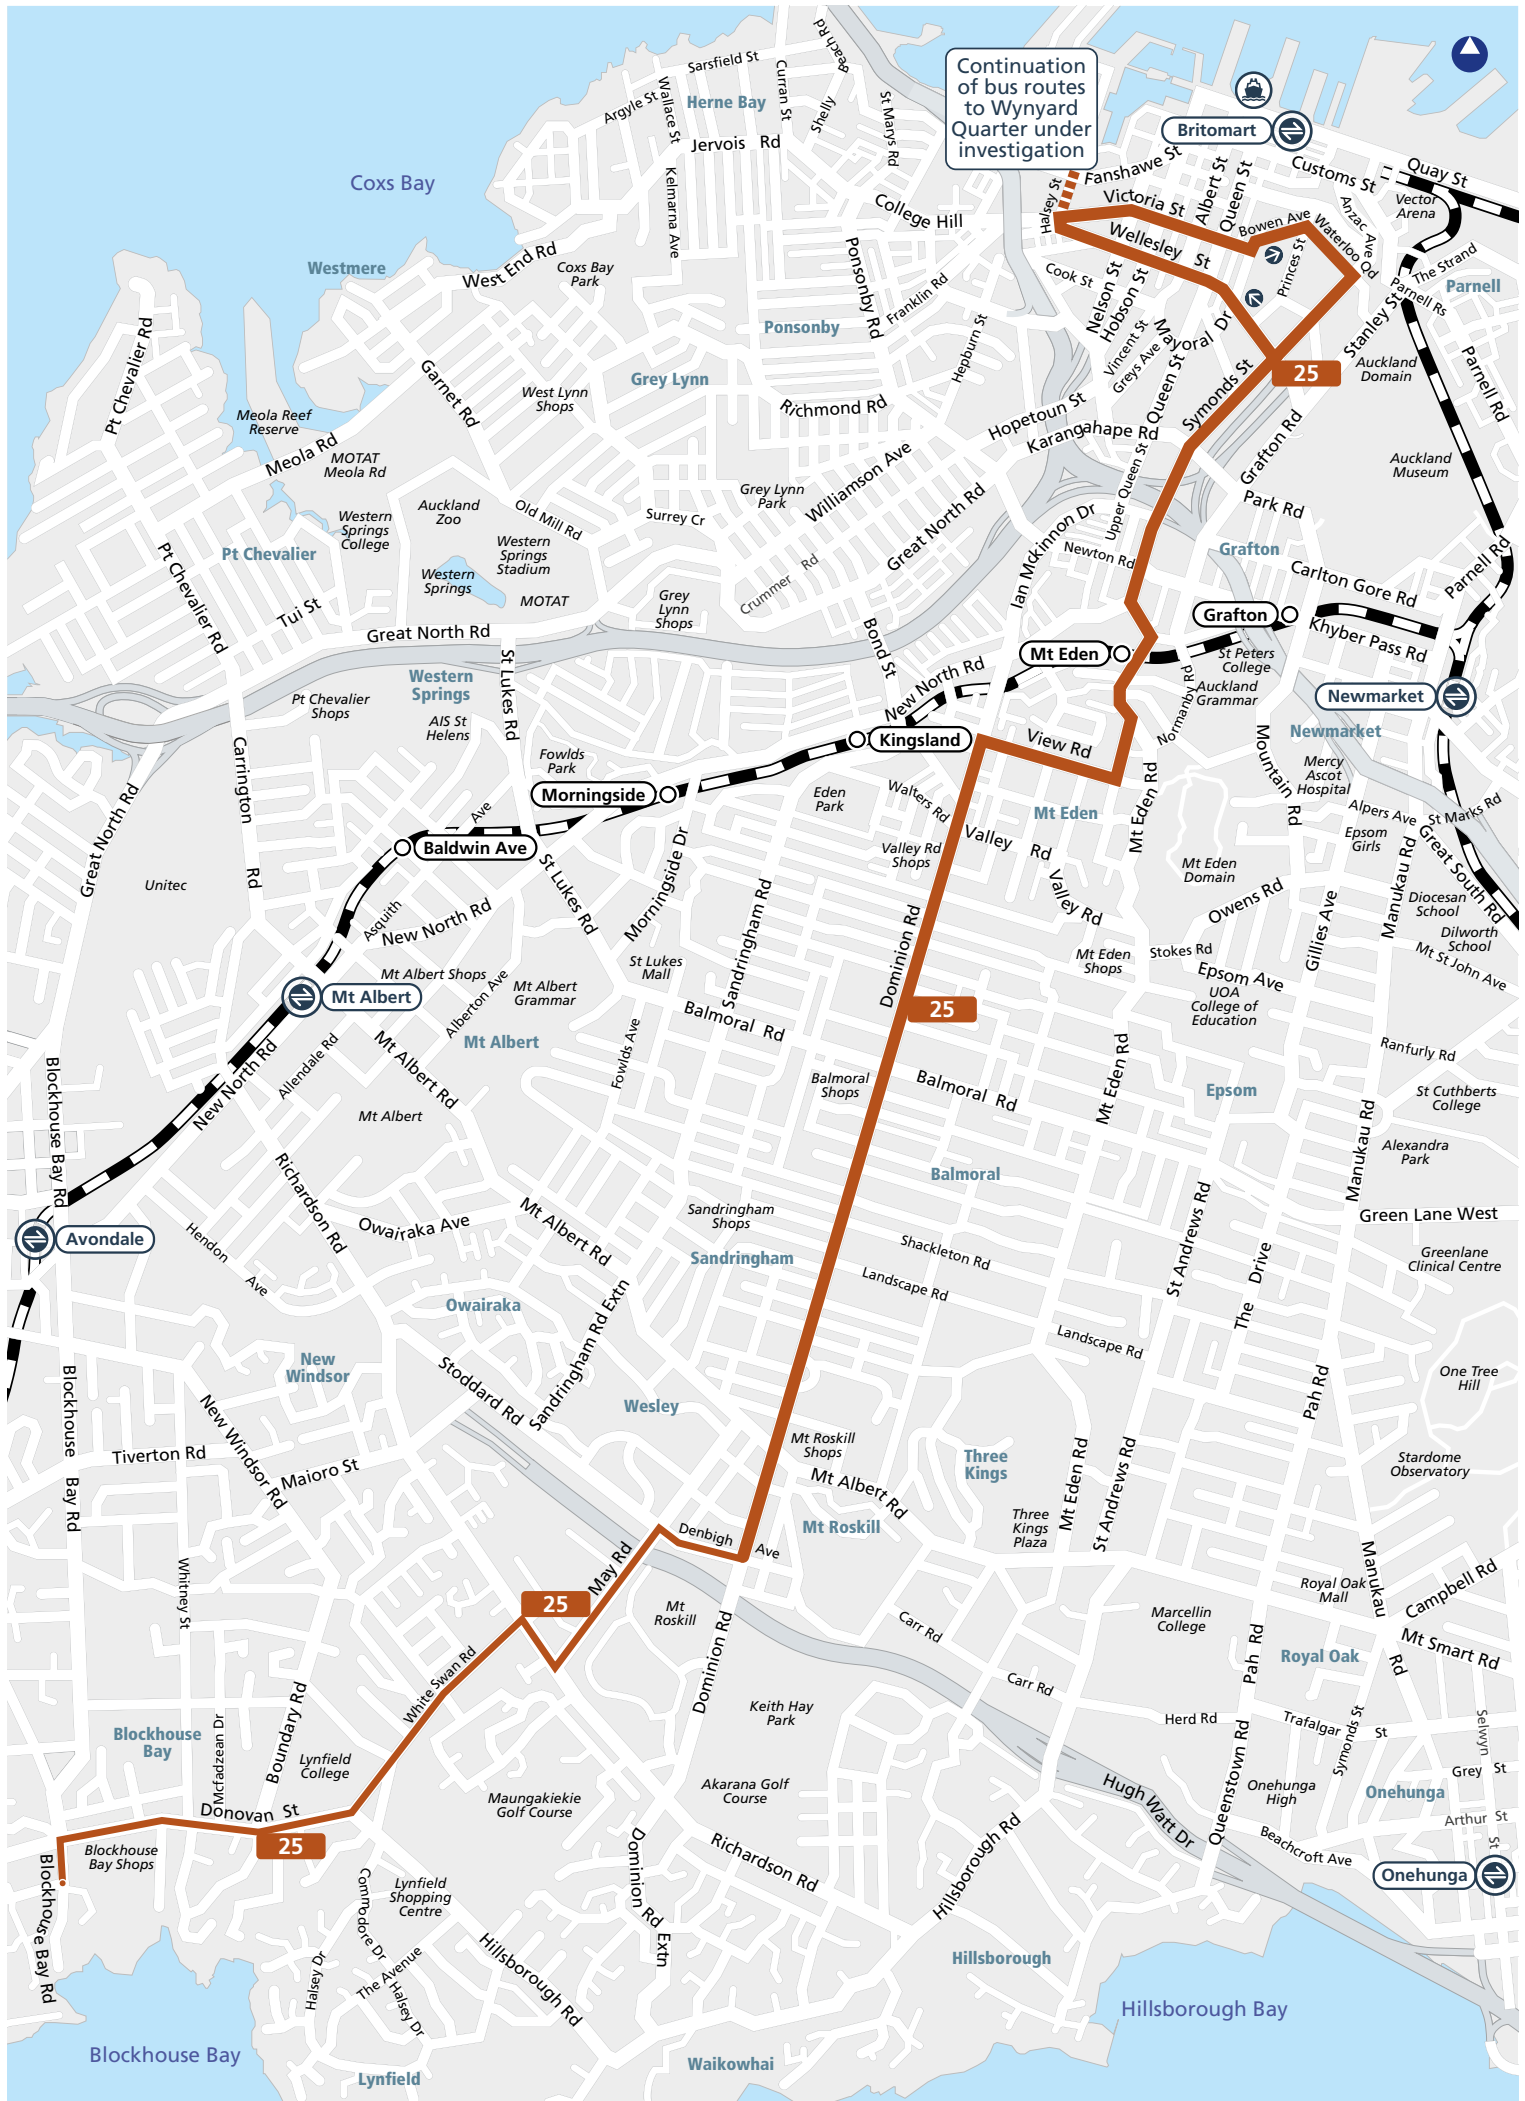 Continuation
of bus routes
to Wynyard
Quarter under
investigation
Beach Rd
Sarsfield St
Curran St
Shelly
Argyle St
Wallace St
Herne Bay
St Marys Rd
Jervois Rd
Kelmarna Ave
Coxs Bay
College Hill
Britomart
Fanshawe St
Halsey St
Victoria St
Albert St
Queen St
Customs St
Quay St
Vector
Arena
Anzac Ave
Bowen Ave
Waterloo Qd
Princes St
Wellesley St
The Strand
Parnell
Parnell Rs
Stanley St
Westmere
West End Rd
Coxs Bay
Park
Ponsonby Rd
Franklin Rd
Ponsonby
Cook St
Nelson St
Hobson St
Vincent St
Greys Ave
Mayoral Dr
Queen St
Hepburn St
Symonds St
25
Auckland
Domain
Parnell Rd
Pt Chevalier Rd
Garnet Rd
West Lynn
Shops
Grey Lynn
Richmond Rd
Hopetoun St
Karangahape Rd
Grafton Rd
Auckland
Museum
Meola Reef
Reserve
Meola Rd
MOTAT
Meola Rd
Williamson Ave
Grey Lynn
Park
Great North Rd
Upper Queen St
Park Rd
Auckland
Zoo
Old Mill Rd
Surrey Cr
Western
Springs
College
Western
Springs
Stadium
Ian Mckinnon Dr
Newton Rd
Grafton
Carlton Gore Rd
Parnell Rd
Pt Chevalier
Pt Chevalier Rd
Tui St
Western
Springs
MOTAT
Crummer Rd
Grey
Lynn
Shops
Great North Rd
Bond St
Grafton
Khyber Pass Rd
Mt Eden
St Peters
College
Auckland
Grammar
Normanby Rd
Newmarket
Newmarket
St Lukes Rd
Western
Springs
Pt Chevalier
Shops
AIS St
Helens
New North Rd
Kingsland
View Rd
Mountain Rd
Mercy
Ascot
Hospital
Carrington
Rd
Fowlds
Park
Morningside
Eden
Park
Walters Rd
Mt Eden
Mt Eden Rd
Alpers Ave
St Marks Rd
Epsom
Girls
Great South Rd
Great North Rd
Ave
Baldwin Ave
Valley Rd
Valley Rd
Shops
Valley Rd
Mt Eden
Domain
Owens Rd
Manukau Rd
Diocesan
School
Dilworth
School
Unitec
Asquith
New North Rd
St Lukes Rd
Morningside Dr
Sandringham Rd
Dominion Rd
Mt Eden
Shops
Stokes Rd
Gillies Ave
Mt St John Ave
Epsom Ave
UOA
College of
Education
Mt Albert Shops
Mt Albert
Alberton Ave
Mt Albert
Grammar
St Lukes
Mall
Balmoral Rd
25
Mt Albert
Fowlds Ave
Mt Albert Rd
Allendale Rd
New North Rd
Blockhouse Bay Rd
Mt Albert
Balmoral
Shops
Balmoral Rd
Mt Eden Rd
Epsom
Ranfurly Rd
St Cuthberts
College
Alexandra
Park
Manukau Rd
Balmoral
Richardson Rd
Avondale
Hendon Ave
Owairaka Ave
Mt Albert Rd
Sandringham
Shops
Sandringham
Shackleton Rd
Landscape Rd
St Andrews Rd
Green Lane West
Greenlane
Clinical Centre
The Drive
Owairaka
Sandringham Rd Extn
Landscape Rd
New
Windsor
Stoddard Rd
Wesley
Pah Rd
One Tree
Hill
Blockhouse Bay Rd
New Windsor Rd
Tiverton Rd
Maioro St
Mt Roskill
Shops
Mt Albert Rd
Three
Kings
Stardome
Observatory
Mt Eden Rd
St Andrews Rd
Three
Kings
Plaza
Mt Roskill
Denbigh Ave
May Rd
25
Whitney St
Mt
Roskill
Dominion Rd
Carr Rd
Marcellin
College
Royal Oak
Mall
Manukau
Rd
Campbell Rd
Mt Smart Rd
Royal Oak
Pah Rd
White Swan Rd
Carr Rd
Keith Hay
Park
Herd Rd
Trafalgar St
Symonds St
Selwyn
St
Blockhouse
Bay
Mcfadzean Dr
Boundary Rd
Lynfield
College
Grey St
Queenstown Rd
Onehunga
High
Onehunga
Hugh Watt Dr
Maungakiekie
Golf Course
Akarana Golf
Course
Arthur St
Beachcroft Ave
Donovan St
25
Blockhouse
Bay Shops
Dominion Rd Extn
Richardson Rd
Hillsborough Rd
Onehunga
Blockhouse Bay Rd
Lynfield
Shopping
Centre
Commodore Dr
Hillsborough Rd
Hillsborough
Halsey Dr
The Avenue
Halsey Dr
Hillsborough Bay
Blockhouse Bay
Waikowhai
Lynfield